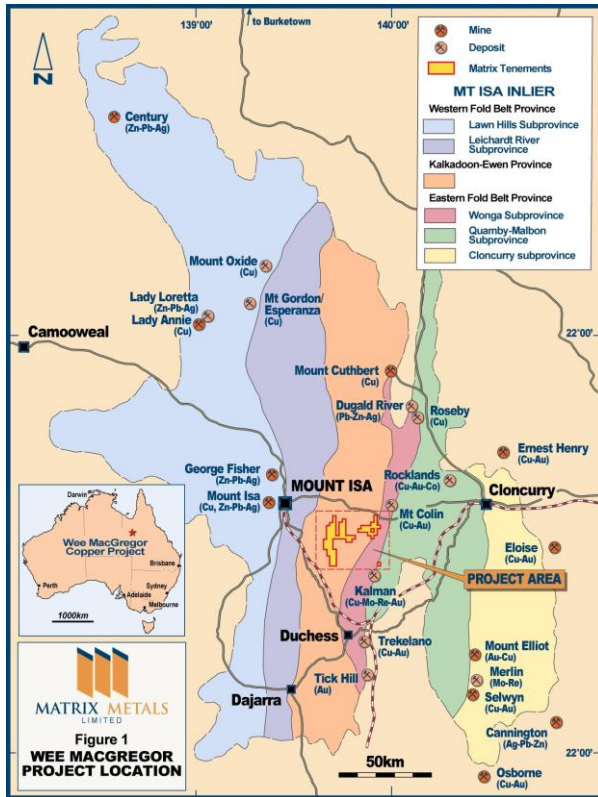 139°00'
to Burketown
140°00'
N
Mine
Deposit
Matrix Tenements
MT ISA INLIER
Western Fold Belt Province
Lawn Hills Subprovince
Leichardt River
Subprovince
Kalkadoon-Ewen Province
Eastern Fold Belt Province
Wonga Subprovince
Quamby-Malbon
Subprovince
Cloncurry subprovince
Century
(Zn-Pb-Ag)
Mount Oxide
(Cu)
Lady Loretta
(Zn-Pb-Ag)
Lady Annie
(Cu)
Mt Gordon/
Esperanza
(Cu)
Camooweal
22°00'
Mount Cuthbert
(Cu)
Dugald River
(Pb-Zn-Ag)
Roseby
(Cu)
Ernest Henry
(Cu-Au)
George Fisher
(Zn-Pb-Ag)
MOUNT ISA
Mount Isa
(Cu, Zn-Pb-Ag)
Rocklands
(Cu-Au-Co)
Cloncurry
Mt Colin
(Cu-Au)
Eloise
(Cu-Au)
PROJECT AREA
Kalman
(Cu-Mo-Re-Au)
Duchess
Trekelano
(Cu-Au)
Mount Elliot
(Au-Cu)
Merlin
(Mo-Re)
Selwyn
(Cu-Au)
Tick Hill
(Au)
Dajarra
Cannington
(Ag-Pb-Zn)
22°00'
50km
Osborne
(Cu-Au)
Darwin
Wee MacGregor
Copper Project
Brisbane
Perth
Adelaide
Sydney
Melbourne
1000km
MATRIX METALS
LIMITED
Figure 1
WEE MACGREGOR
PROJECT LOCATION